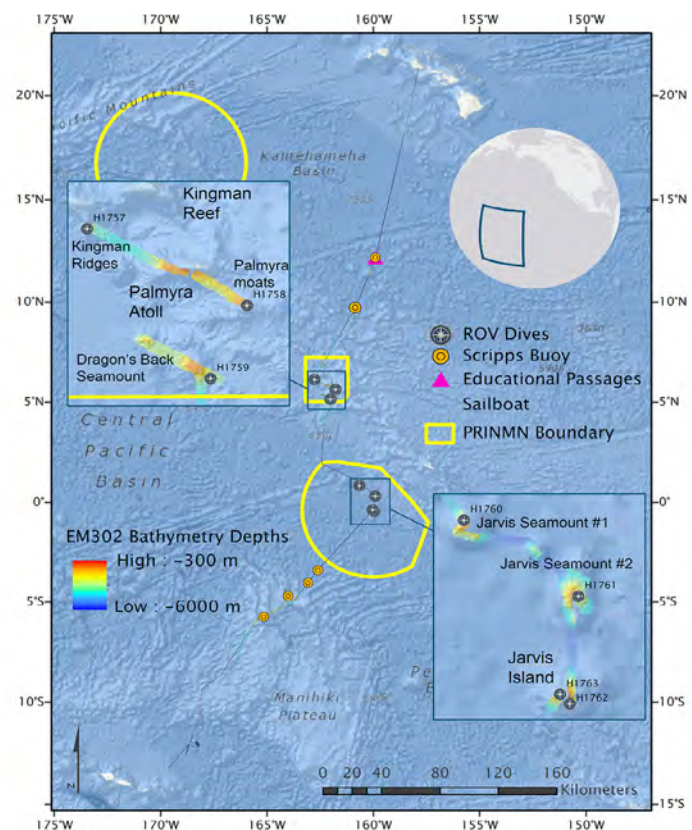 175°W
170°W
165°W
160°W
155°W
150°W
20°N
20°N
acific Mountains
Kamehameha
Basin
15°N
15°N
Kingman
Reef
H1757
Kingman
Ridges
Palmyra
moats
Palmyra
Atoll
H1758
10°N
10°N
Dragon's Back
Seamount
H1759
ROV Dives
Scripps Buoy
Educational Passages
Sailboat
PRINMN Boundary
5°N
5°N
Central
Pacific
Basin
0°
0°
H1760
Jarvis Seamount #1
Jarvis Seamount #2
H1761
EM302 Bathymetry Depths
High : -300 m
Low : -6000 m
5°S
5°S
Jarvis
Island
H1763
H1762
Pe
10°S
10°S
Manihiki
Plateau
N
0 20 40 80 120 160
Kilometers
15°S
15°S
175°W
170°W
165°W
160°W
155°W
150°W